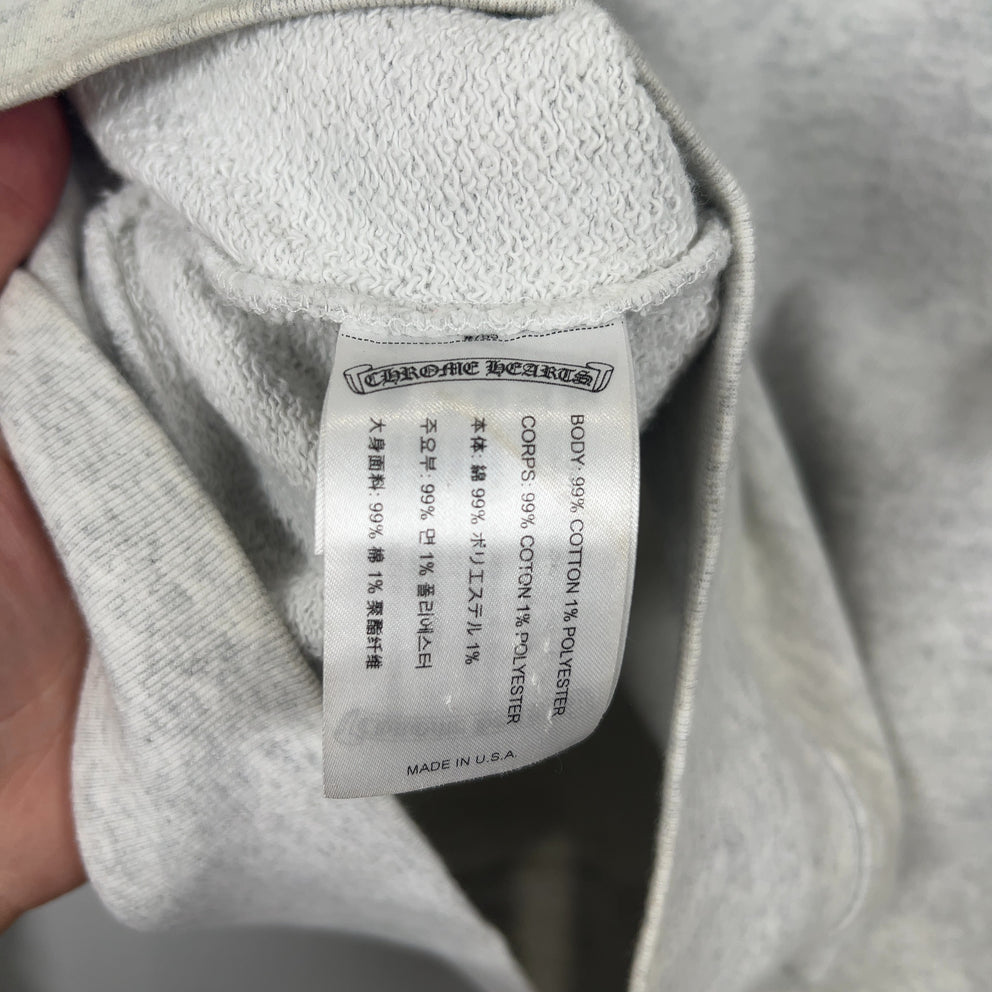 CHROME HEARTS
BODY: 99% COTTON 1% POLYESTER
CORPS: 99% COTON 1% POLYESTER
本体: 綿 99% ポリエステル 1%
주요부: 99% 면 1% 폴리에스터
大身面料: 99% 棉 1% 聚酯纤维
MADE IN U.S.A.